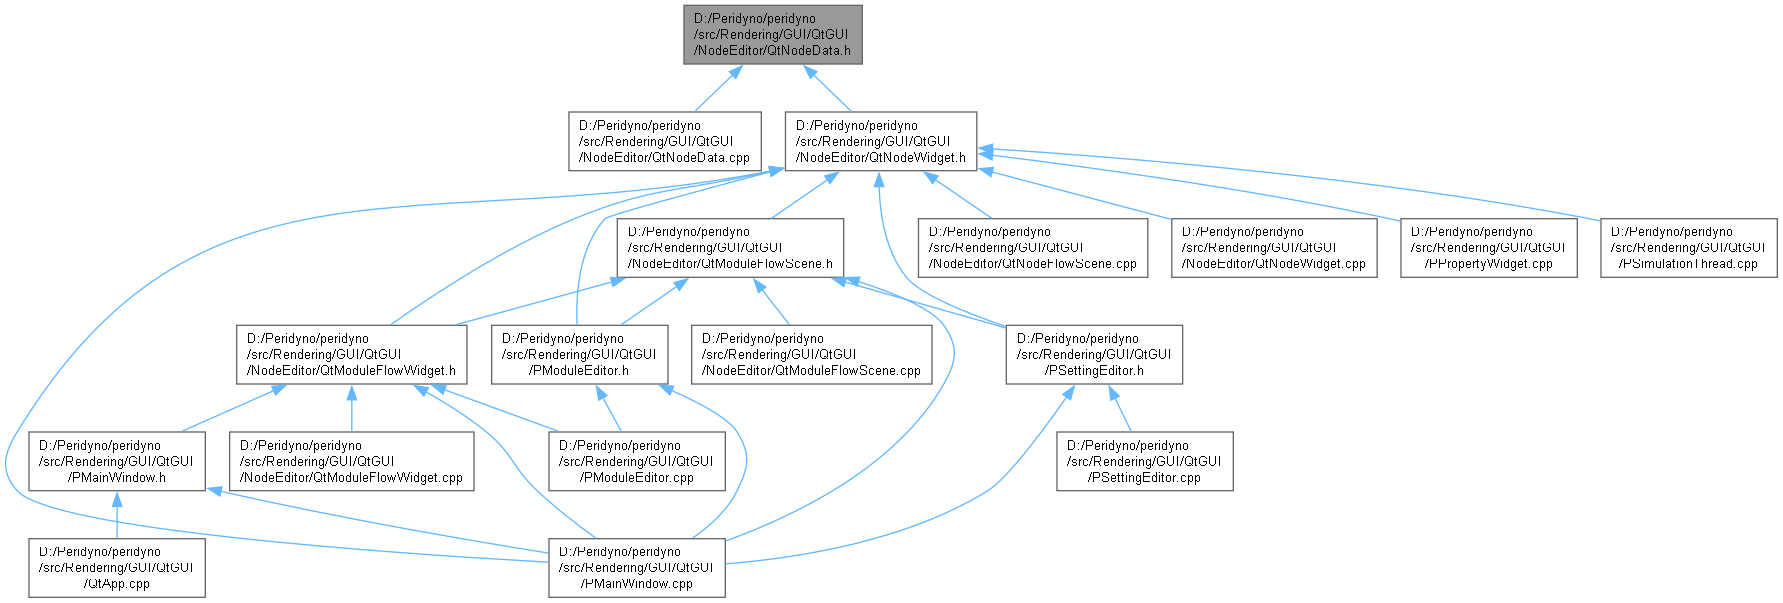 D:/Peridyno/peridyno
/src/Rendering/GUI/QtGUI
/NodeEditor/QtNodeData.h
D:/Peridyno/peridyno
/src/Rendering/GUI/QtGUI
/NodeEditor/QtNodeData.cpp
D:/Peridyno/peridyno
/src/Rendering/GUI/QtGUI
/NodeEditor/QtNodeWidget.h
D:/Peridyno/peridyno
/src/Rendering/GUI/QtGUI
/NodeEditor/QtModuleFlowScene.h
D:/Peridyno/peridyno
/src/Rendering/GUI/QtGUI
/NodeEditor/QtNodeFlowScene.cpp
D:/Peridyno/peridyno
/src/Rendering/GUI/QtGUI
/NodeEditor/QtNodeWidget.cpp
D:/Peridyno/peridyno
/src/Rendering/GUI/QtGUI
/PPropertyWidget.cpp
D:/Peridyno/peridyno
/src/Rendering/GUI/QtGUI
/PSimulationThread.cpp
D:/Peridyno/peridyno
/src/Rendering/GUI/QtGUI
/NodeEditor/QtModuleFlowWidget.h
D:/Peridyno/peridyno
/src/Rendering/GUI/QtGUI
/PModuleEditor.h
D:/Peridyno/peridyno
/src/Rendering/GUI/QtGUI
/NodeEditor/QtModuleFlowScene.cpp
D:/Peridyno/peridyno
/src/Rendering/GUI/QtGUI
/PSettingEditor.h
D:/Peridyno/peridyno
/src/Rendering/GUI/QtGUI
/PMainWindow.h
D:/Peridyno/peridyno
/src/Rendering/GUI/QtGUI
/NodeEditor/QtModuleFlowWidget.cpp
D:/Peridyno/peridyno
/src/Rendering/GUI/QtGUI
/PModuleEditor.cpp
D:/Peridyno/peridyno
/src/Rendering/GUI/QtGUI
/PSettingEditor.cpp
D:/Peridyno/peridyno
/src/Rendering/GUI/QtGUI
/QtApp.cpp
D:/Peridyno/peridyno
/src/Rendering/GUI/QtGUI
/PMainWindow.cpp